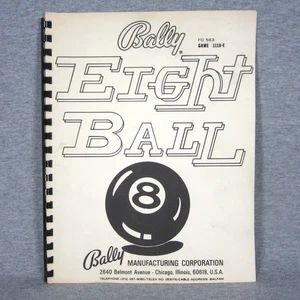 Bally
FO 563
GAME 1118-E
EIGHT
BALL
8
Bally MANUFACTURING CORPORATION
2640 Belmont Avenue - Chicago, Illinois, 60618, U.S.A.